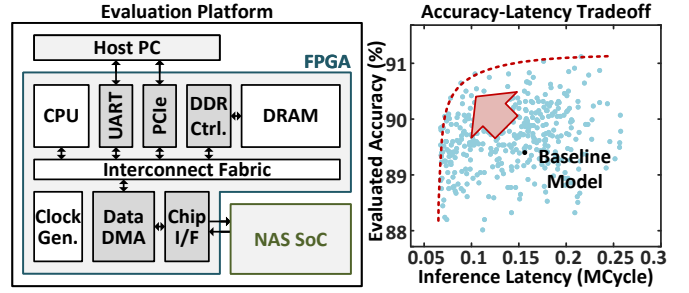 Evaluation Platform
Host PC
FPGA
CPU
UART
PCIe
DDR
Ctrl.
DRAM
Interconnect Fabric
Clock
Gen.
Data
DMA
Chip
I/F
NAS SoC
Accuracy-Latency Tradeoff
Evaluated Accuracy (%)
91
90
89
88
Baseline
Model
0.05
0.1
0.15
0.2
0.25
0.3
Inference Latency (MCycle)